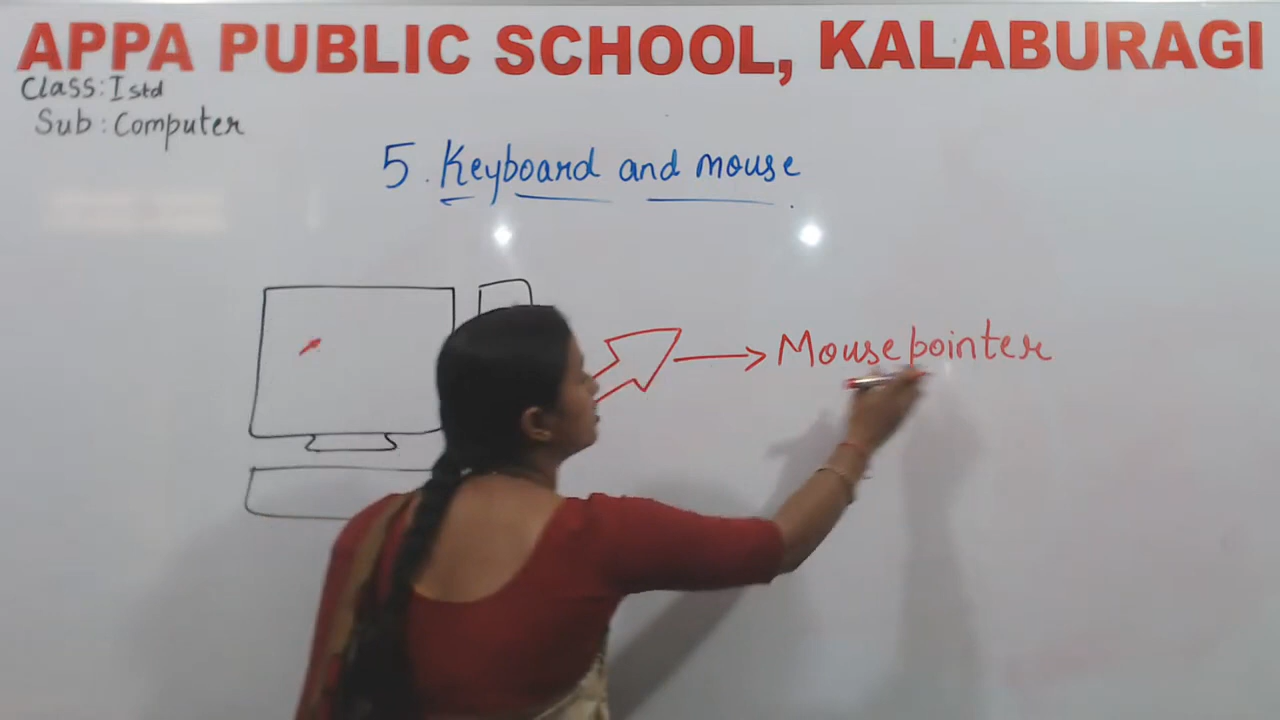 APPA PUBLIC SCHOOL, KALABURAGI
Class: I std
Sub: Computer
5. Keyboard and mouse
Mouse pointer